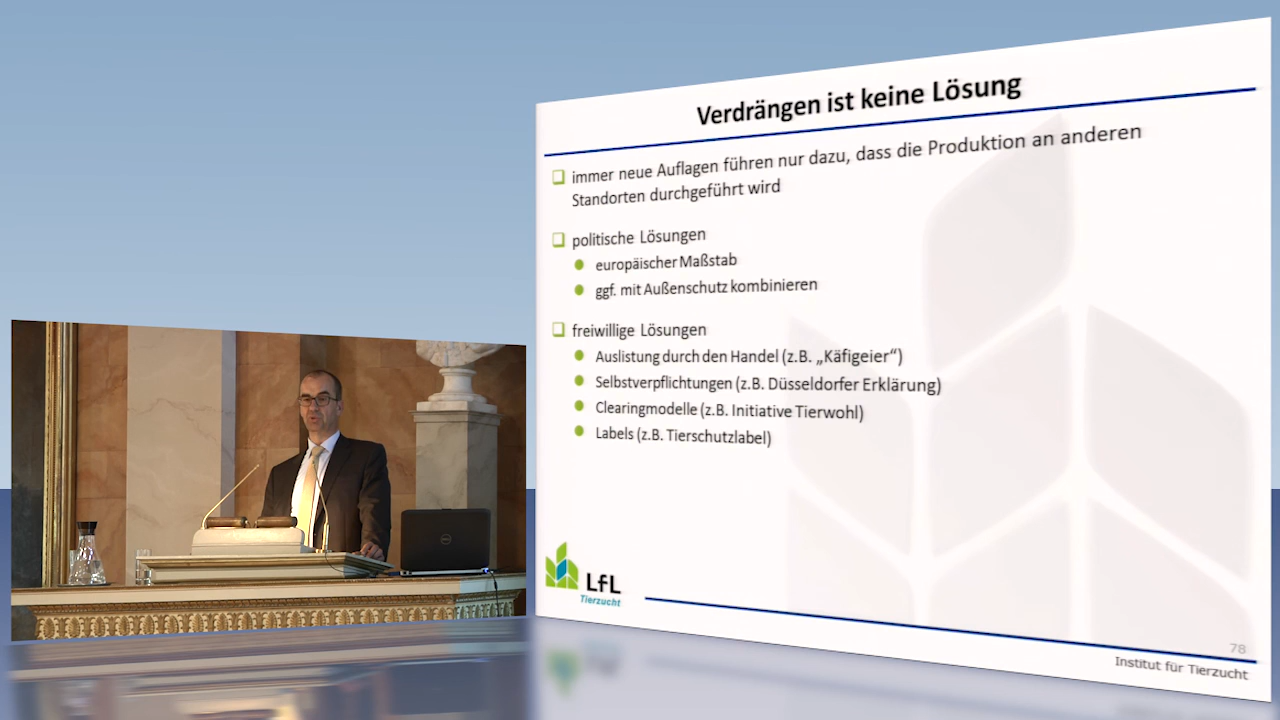 Verdrängen ist keine Lösung
immer neue Auflagen führen nur dazu, dass die Produktion an anderen
Standorten durchgeführt wird
politische Lösungen
europäischer Maßstab
ggf. mit Außenschutz kombinieren
freiwillige Lösungen
Auslistung durch den Handel (z.B. „Käfigeier“)
Selbstverpflichtungen (z.B. Düsseldorfer Erklärung)
Clearingmodelle (z.B. Initiative Tierwohl)
Labels (z.B. Tierschutzlabel)
LfL
Tierzucht
78
Institut für Tierzucht
DELL